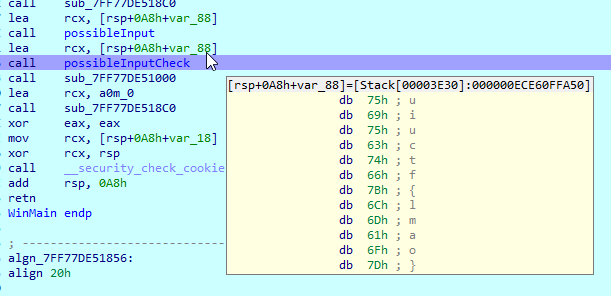 call sub_7FF77DE518C0
lea rcx, [rsp+0A8h+var_88]
call possibleInput
lea rcx, [rsp+0A8h+var_88]
call possibleInputCheck
call sub_7FF77DE51000
lea rcx, a0m_0
call sub_7FF77DE518C0
xor eax, eax
mov rcx, [rsp+0A8h+var_18]
xor rcx, rsp
call __security_check_cookie
add rsp, 0A8h
retn
WinMain endp
; ---------------------------
algn_7FF77DE51856:
align 20h
[rsp+0A8h+var_88]=[Stack[00003E30]:000000ECE60FFA50]
db 75h ; u
db 69h ; i
db 75h ; u
db 63h ; c
db 74h ; t
db 66h ; f
db 7Bh ; {
db 6Ch ; l
db 6Dh ; m
db 61h ; a
db 6Fh ; o
db 7Dh ; }